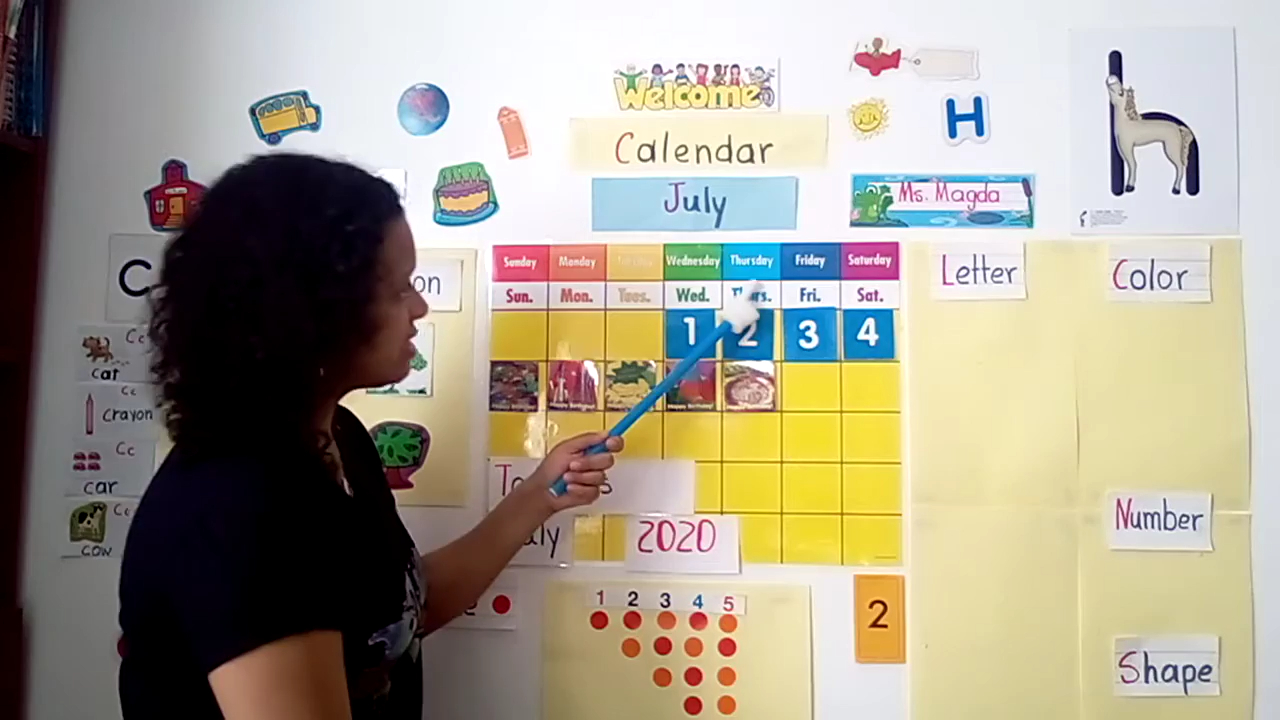 Welcome
Calendar
July
H
Ms. Magda
Sunday Monday Wednesday Thursday Friday Saturday
Sun. Mon. Tues. Wed. Thurs. Fri. Sat.
1 2 3 4
2020
1 2 3 4 5
2
Letter
Color
Number
Shape
C
on
Cc
cat
Cc
crayon
Cc
car
cow